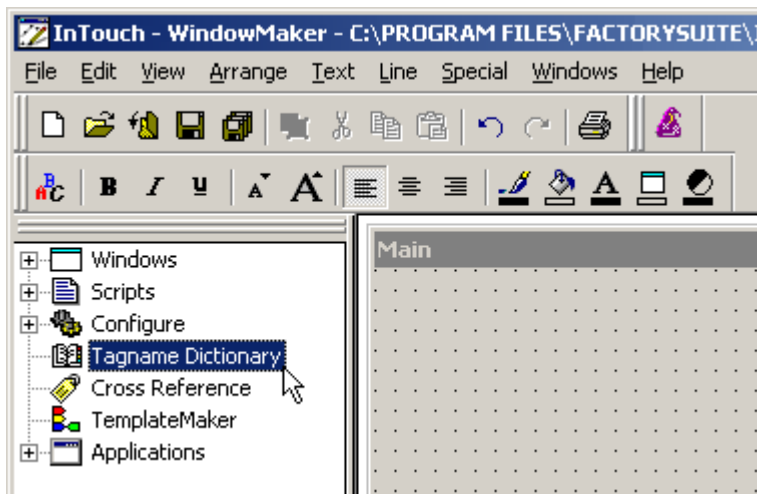 InTouch - WindowMaker - C:\PROGRAM FILES\FACTORYSUITE\
File Edit View Arrange Text Line Special Windows Help
ABC B I U A A A
Windows
Main
Scripts
Configure
Tagname Dictionary
Cross Reference
TemplateMaker
Applications